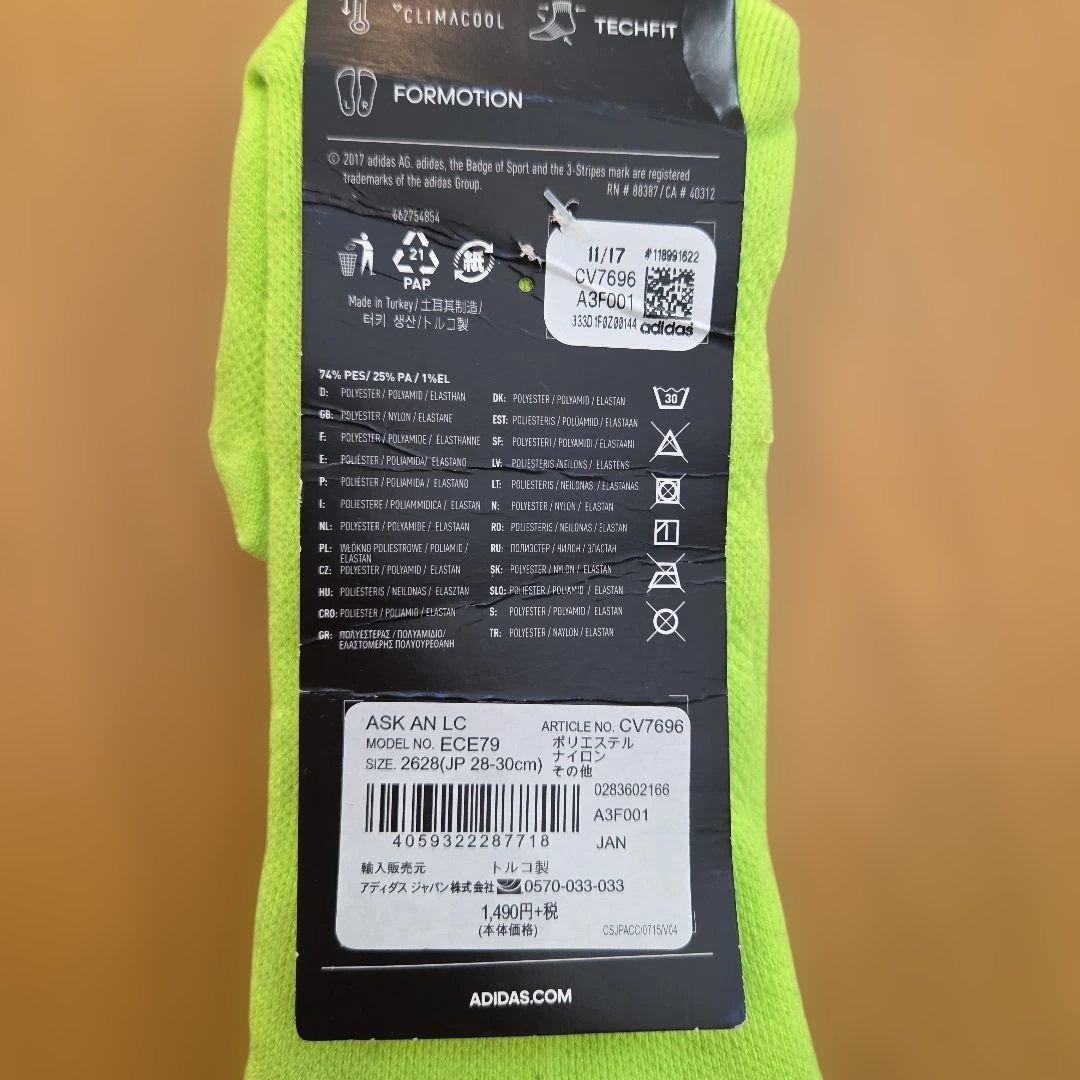 CLIMACOOL
TECHFIT
L R
FORMOTION
© 2017 adidas AG. adidas, the Badge of Sport and the 3-Stripes mark are registered
trademarks of the adidas Group.
RN # 88387/CA # 40312
662754854
21
PAP
紙
Made in Turkey/土耳其制造/
터키 생산/トルコ製
11/17 #118991622
CV7696
A3F001
333D1F0Z00144 adidas
74% PES/ 25% PA / 1%EL
D: POLYESTER / POLYAMID / ELASTHAN
GB: POLYESTER / NYLON / ELASTANE
F: POLYESTER / POLYAMIDE / ÉLASTHANNE
E: POLIÉSTER / POLIAMIDA/ ELASTANO
P: POLIÉSTER / POLIAMIDA / ELASTANO
I: POLIESTERE / POLIAMMIDICA / ELASTAN
NL: POLYESTER / POLYAMIDE / ELASTAAN
PL: WŁÓKNO POLIESTROWE / POLIAMID /
ELASTAN
CZ: POLYESTER / POLYAMID / ELASTAN
HU: POLIÉSTERIS / NEILONAS / ELASZTÁN
CRO: POLIESTER / POLIAMID / ELASTAN
GR: ΠΟΛΥΕΣΤΕΡΑΣ / ΠΟΛΥΑΜΙΔΙΟ/
ΕΛΑΣΤΟΜΕΡΗΣ ΠΟΛΥΟΥΡΕΘΑΝΗ
DK: POLYESTER / POLYAMID / ELASTAN
EST: POLÜESTERIS / POLÜAMIID / ELASTAAN
SF: POLYESTERI / POLYAMIDI / ELASTAANI
LV: POLIESTERIS /NEILONS / ELASTENS
LT: POLIESTERIS / NEILONAS / ELASTANAS
N: POLYESTER / NYLON / ELASTAN
RO: POLIESTERIS / NEILONAS / ELASTAN
RU: ПОЛИЭСТЕР / НИЛОН / ЭЛАСТАН
SK: POLYESTER / NYLON / ELASTAN
SLO: POLIESTER / POLIAMID / ELASTAN
S: POLYESTER / POLYAMID / ELASTAN
TR: POLYESTER / NAYLON / ELASTAN
30
ASK AN LC ARTICLE NO. CV7696
MODEL NO. ECE79 ポリエステル
ナイロン
SIZE. 2628(JP 28-30cm) その他
0283602166
A3F001
4059322287718 JAN
輸入販売元 トルコ製
アディダス ジャパン株式会社 0570-033-033
1,490円+税
(本体価格) CSJPACC/0715/V04
ADIDAS.COM